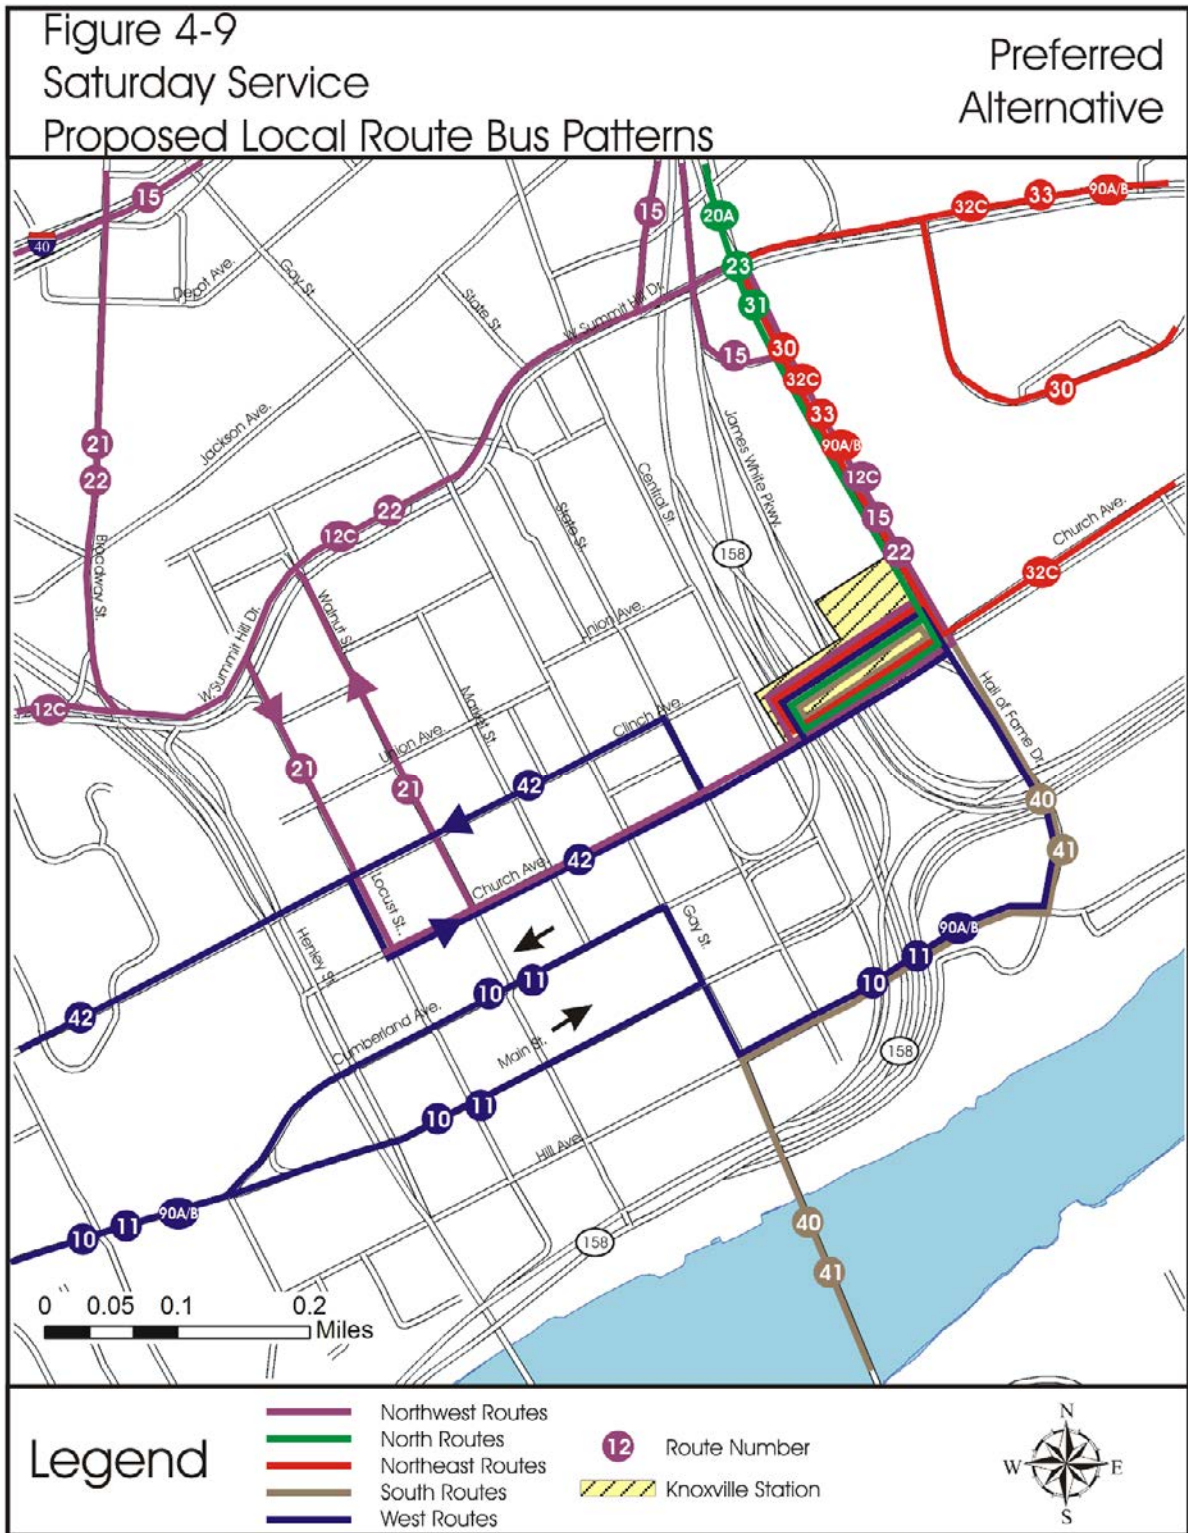 Figure 4-9
Saturday Service
Proposed Local Route Bus Patterns
Preferred
Alternative
15
40
Depot Ave.
Gay St.
State St.
15
20A
23
31
32C
33
90A/B
W. Summit Hill Dr.
15
30
32C
33
90A/B
12C
15
22
30
21
22
Jackson Ave.
Broadway St.
12C
22
State St.
Central St.
James White Pkwy.
158
Church Ave.
32C
W.Summit Hill Dr.
Walnut St.
nion Ave.
12C
Market St.
Union Ave.
Clinch Ave.
Hall of Fame Dr.
21
21
42
40
41
Church Ave.
42
Locust St.
Henley St.
Gay St.
90A/B
11
10
42
10
11
Cumberland Ave.
Main St.
158
10
11
Hill Ave.
10
11
90A/B
40
41
158
0 0.05 0.1 0.2
Miles
Legend
Northwest Routes
North Routes
Northeast Routes
South Routes
West Routes
12 Route Number
Knoxville Station
N
W E
S